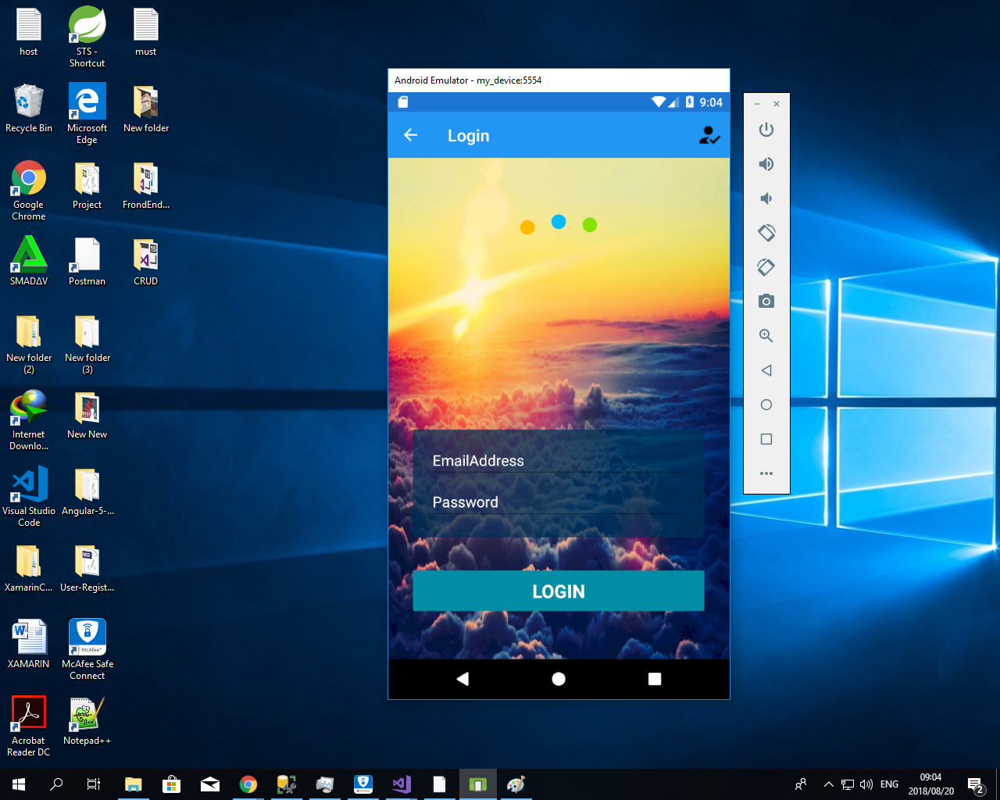 host
STS -
Shortcut
must
Recycle Bin
Microsoft
Edge
New folder
Google
Chrome
Project
FrondEnd...
SMADΔV
Postman
CRUD
New folder
(2)
New folder
(3)
Internet
Downlo...
New New
Visual Studio
Code
Angular-5-...
XamarinC...
User-Regist...
XAMARIN
McAfee Safe
Connect
Acrobat
Reader DC
Notepad++
Android Emulator - my_device:5554
9:04
Login
EmailAddress
Password
LOGIN
ENG
09:04
2018/08/20
2